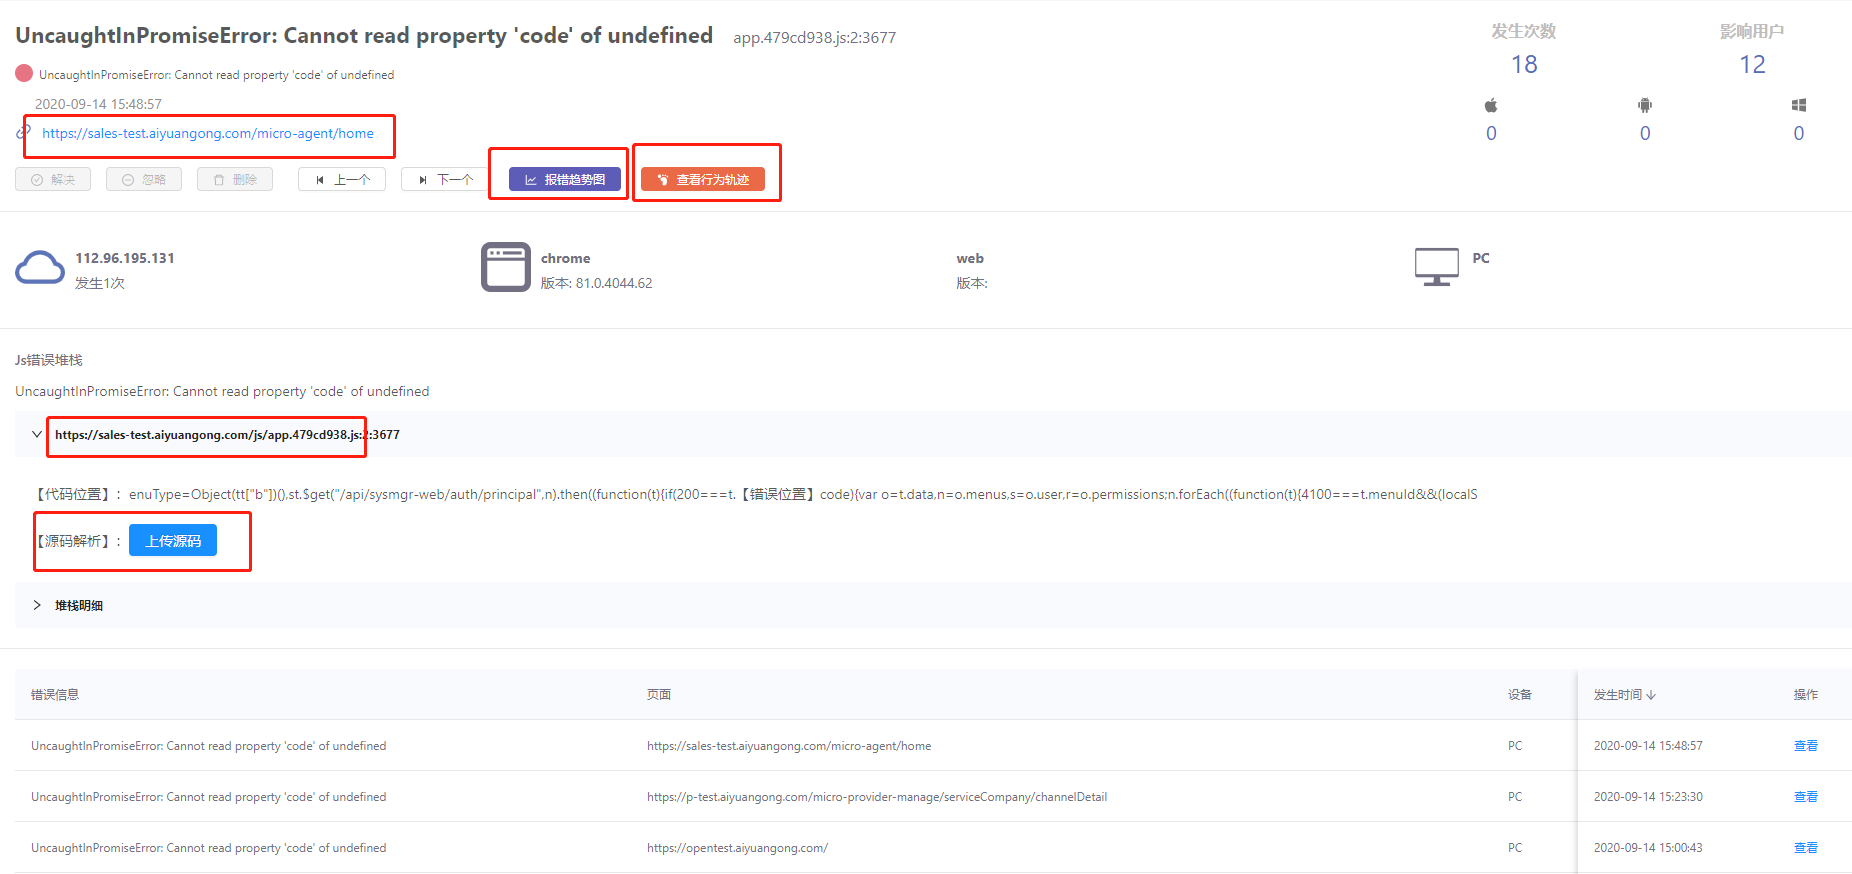 UncaughtInPromiseError: Cannot read property 'code' of undefined app.479cd938.js:2:3677
发生次数 影响用户
18 12
UncaughtInPromiseError: Cannot read property 'code' of undefined
2020-09-14 15:48:57
https://sales-test.aiyuangong.com/micro-agent/home
0 0 0
解决 忽略 删除 上一个 下一个 报错趋势图 查看行为轨迹
112.96.195.131 chrome web PC
发生1次 版本: 81.0.4044.62 版本:
Js错误堆栈
UncaughtInPromiseError: Cannot read property 'code' of undefined
https://sales-test.aiyuangong.com/js/app.479cd938.js:2:3677
【代码位置】: enuType=Object(tt["b"])(),st.$get("/api/sysmgr-web/auth/principal",n).then((function(t){if(200===t.【错误位置】code){var o=t.data,n=o.menus,s=o.user,r=o.permissions;n.forEach((function(t){4100===t.menuId&&(localS
【源码解析】: 上传源码
堆栈明细
错误信息 页面 设备 发生时间 操作
UncaughtInPromiseError: Cannot read property 'code' of undefined https://sales-test.aiyuangong.com/micro-agent/home PC 2020-09-14 15:48:57 查看
UncaughtInPromiseError: Cannot read property 'code' of undefined https://p-test.aiyuangong.com/micro-provider-manage/serviceCompany/channelDetail PC 2020-09-14 15:23:30 查看
UncaughtInPromiseError: Cannot read property 'code' of undefined https://opentest.aiyuangong.com/ PC 2020-09-14 15:00:43 查看